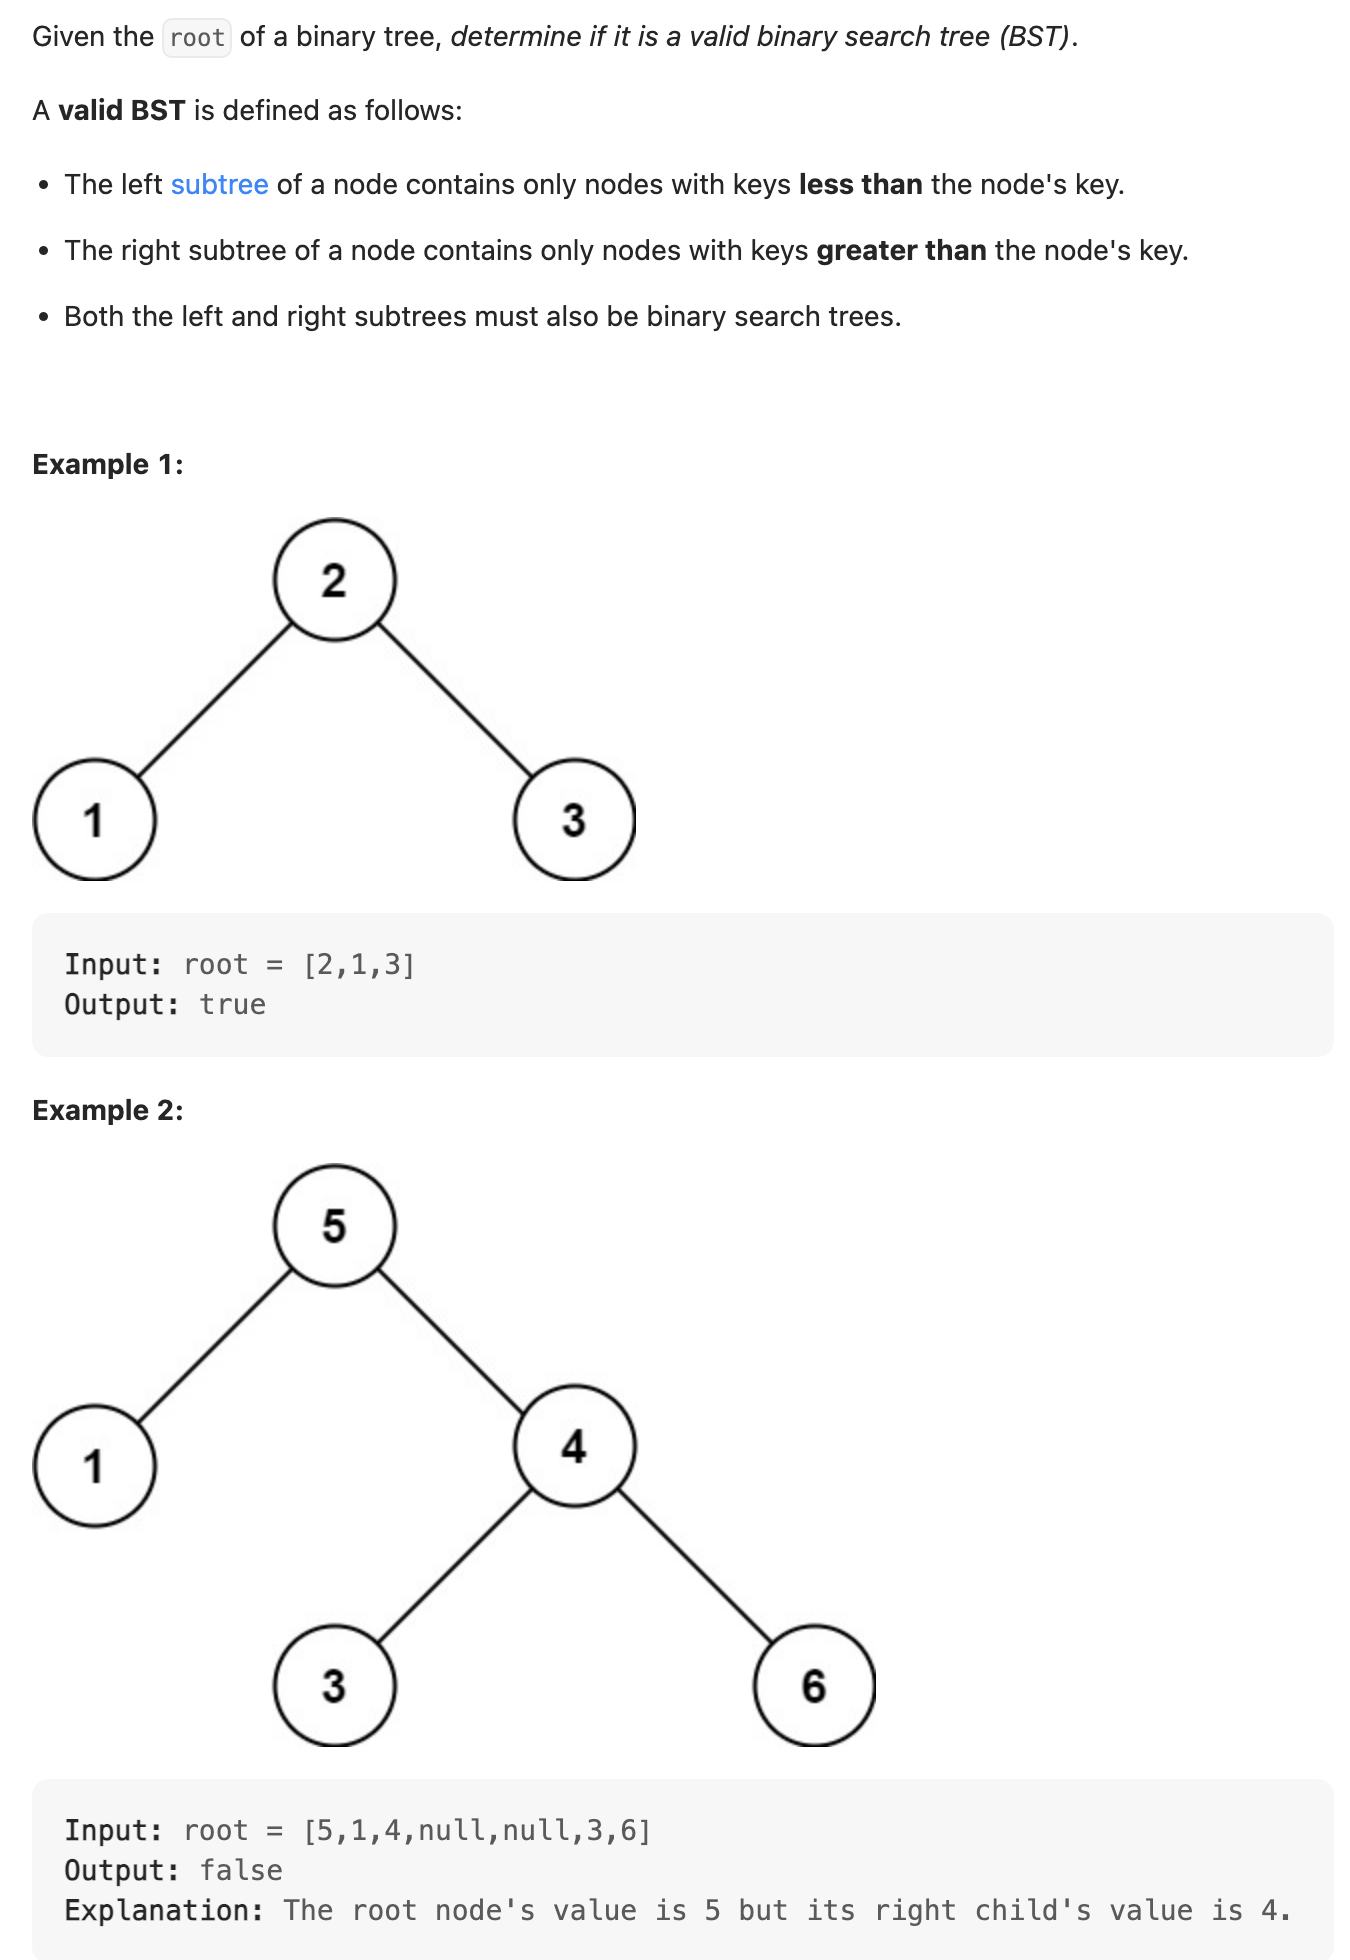 Given the root of a binary tree, determine if it is a valid binary search tree (BST).
A valid BST is defined as follows:
• The left subtree of a node contains only nodes with keys less than the node's key.
• The right subtree of a node contains only nodes with keys greater than the node's key.
• Both the left and right subtrees must also be binary search trees.
Example 1:
2
1 3
Input: root = [2,1,3]
Output: true
Example 2:
5
4
1
3 6
Input: root = [5,1,4,null,null,3,6]
Output: false
Explanation: The root node's value is 5 but its right child's value is 4.